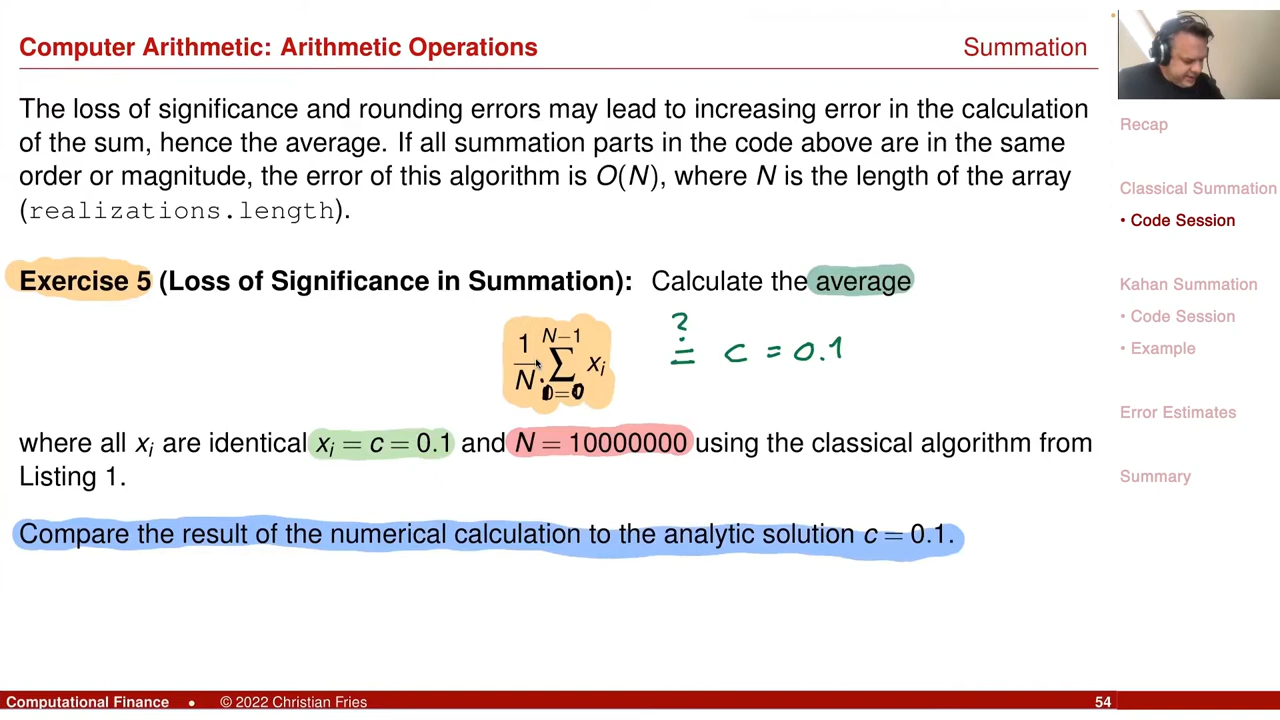 Computer Arithmetic: Arithmetic Operations
Summation
The loss of significance and rounding errors may lead to increasing error in the calculation
of the sum, hence the average. If all summation parts in the code above are in the same
order or magnitude, the error of this algorithm is O(N), where N is the length of the array
(realizations.length).
Exercise 5 (Loss of Significance in Summation): Calculate the average
1/N · ∑_{i=0}^{N−1} x_i ≟ c = 0.1
where all x_i are identical x_i = c = 0.1 and N = 10000000 using the classical algorithm from
Listing 1.
Compare the result of the numerical calculation to the analytic solution c = 0.1.
Recap
Classical Summation
• Code Session
Kahan Summation
• Code Session
• Example
Error Estimates
Summary
Computational Finance • © 2022 Christian Fries
54